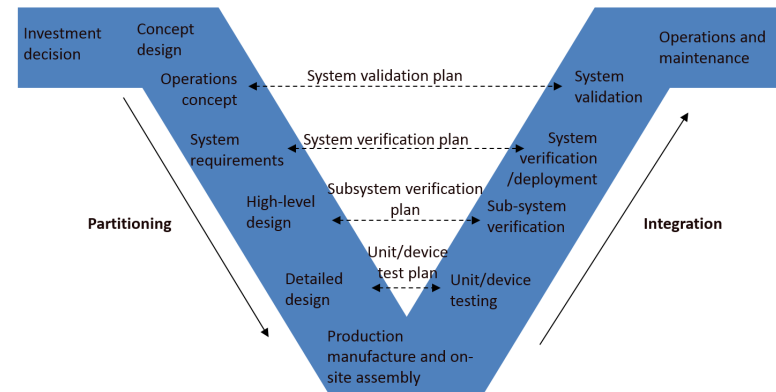 Investment
decision
Concept
design
Operations and
maintenance
Operations
concept
System validation plan
System
validation
System
requirements
System verification plan
System
verification
/deployment
High-level
design
Subsystem verification
plan
Sub-system
verification
Partitioning
Integration
Detailed
design
Unit/device
test plan
Unit/device
testing
Production
manufacture and on-
site assembly